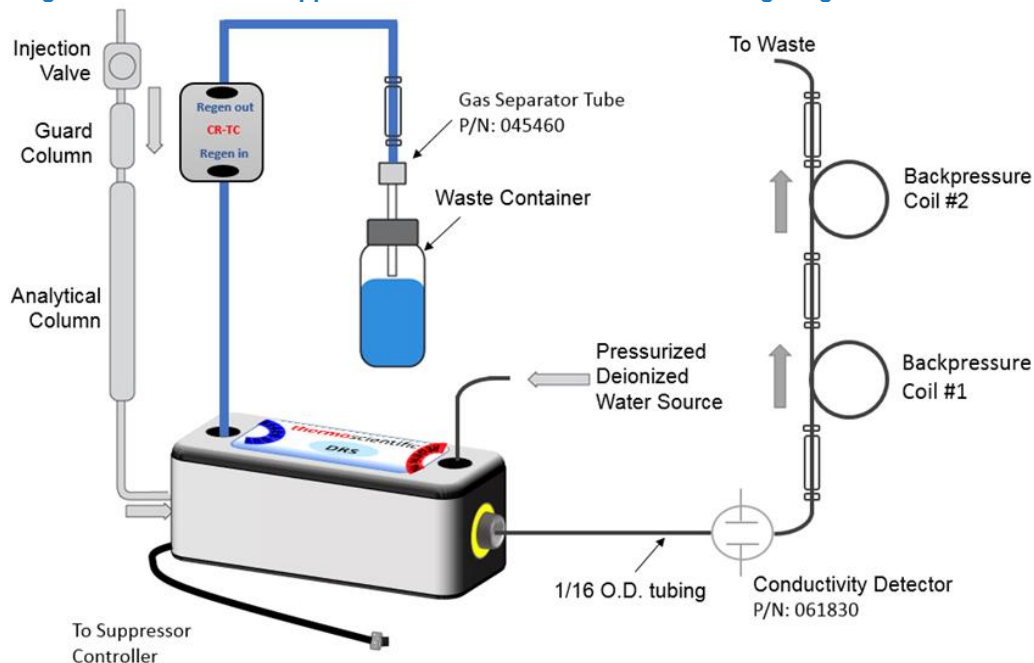 Injection
Valve
Guard
Column
Analytical
Column
Regen out
CR-TC
Regen in
Gas Separator Tube
P/N: 045460
Waste Container
To Waste
Backpressure
Coil #2
Backpressure
Coil #1
Pressurized
Deionized
Water Source
thermoscientific
DRS
1/16 O.D. tubing
Conductivity Detector
P/N: 061830
To Suppressor
Controller